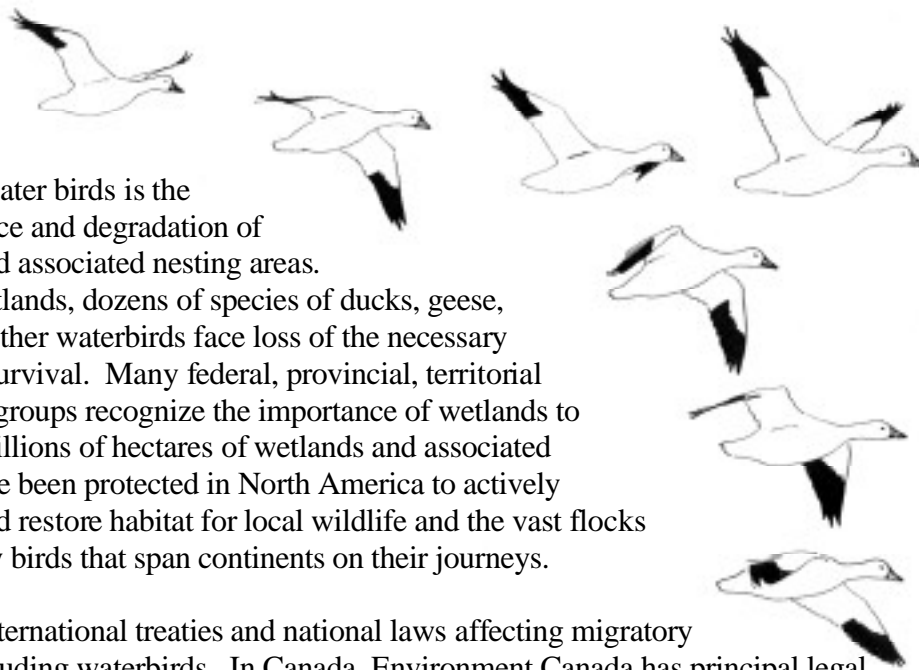 ater birds is the
ce and degradation of
d associated nesting areas.
tlands, dozens of species of ducks, geese,
ther waterbirds face loss of the necessary
urvival. Many federal, provincial, territorial
groups recognize the importance of wetlands to
illions of hectares of wetlands and associated
e been protected in North America to actively
d restore habitat for local wildlife and the vast flocks
y birds that span continents on their journeys.
ternational treaties and national laws affecting migratory
uding waterbirds. In Canada, Environment Canada has principal legal